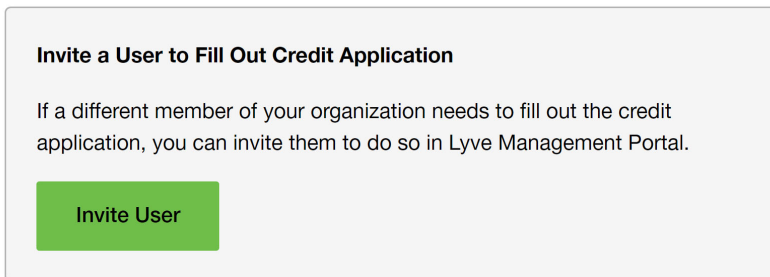 Invite a User to Fill Out Credit Application
If a different member of your organization needs to fill out the credit
application, you can invite them to do so in Lyve Management Portal.
Invite User